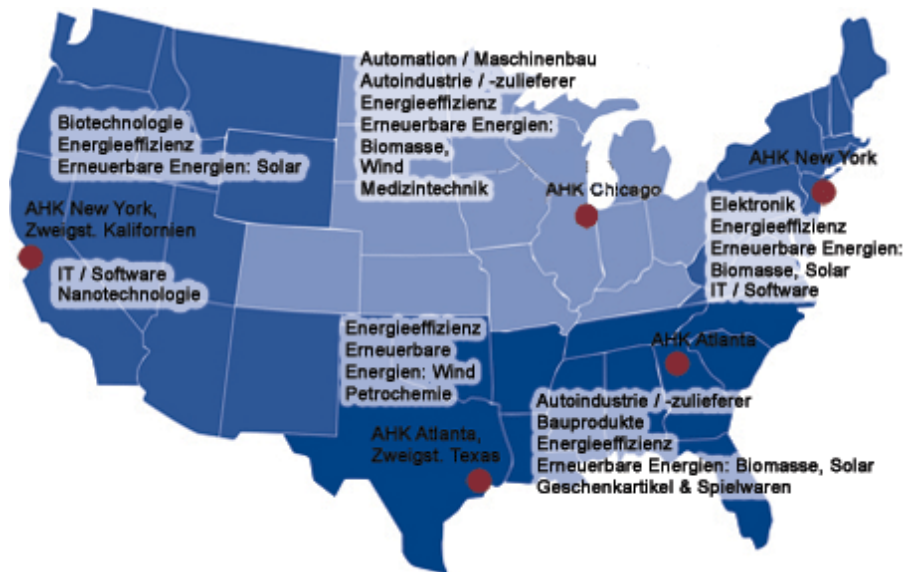 Automation / Maschinenbau
Autoindustrie / -zulieferer
Energieeffizienz
Erneuerbare Energien:
Biomasse,
Wind
Medizintechnik
Biotechnologie
Energieeffizienz
Erneuerbare Energien: Solar
AHK New York,
Zweigst. Kalifornien
IT / Software
Nanotechnologie
AHK Chicago
AHK New York
Elektronik
Energieeffizienz
Erneuerbare Energien:
Biomasse, Solar
IT / Software
Energieeffizienz
Erneuerbare
Energien: Wind
Petrochemie
AHK Atlanta,
Zweigst. Texas
AHK Atlanta
Autoindustrie / -zulieferer
Bauprodukte
Energieeffizienz
Erneuerbare Energien: Biomasse, Solar
Geschenkartikel & Spielwaren